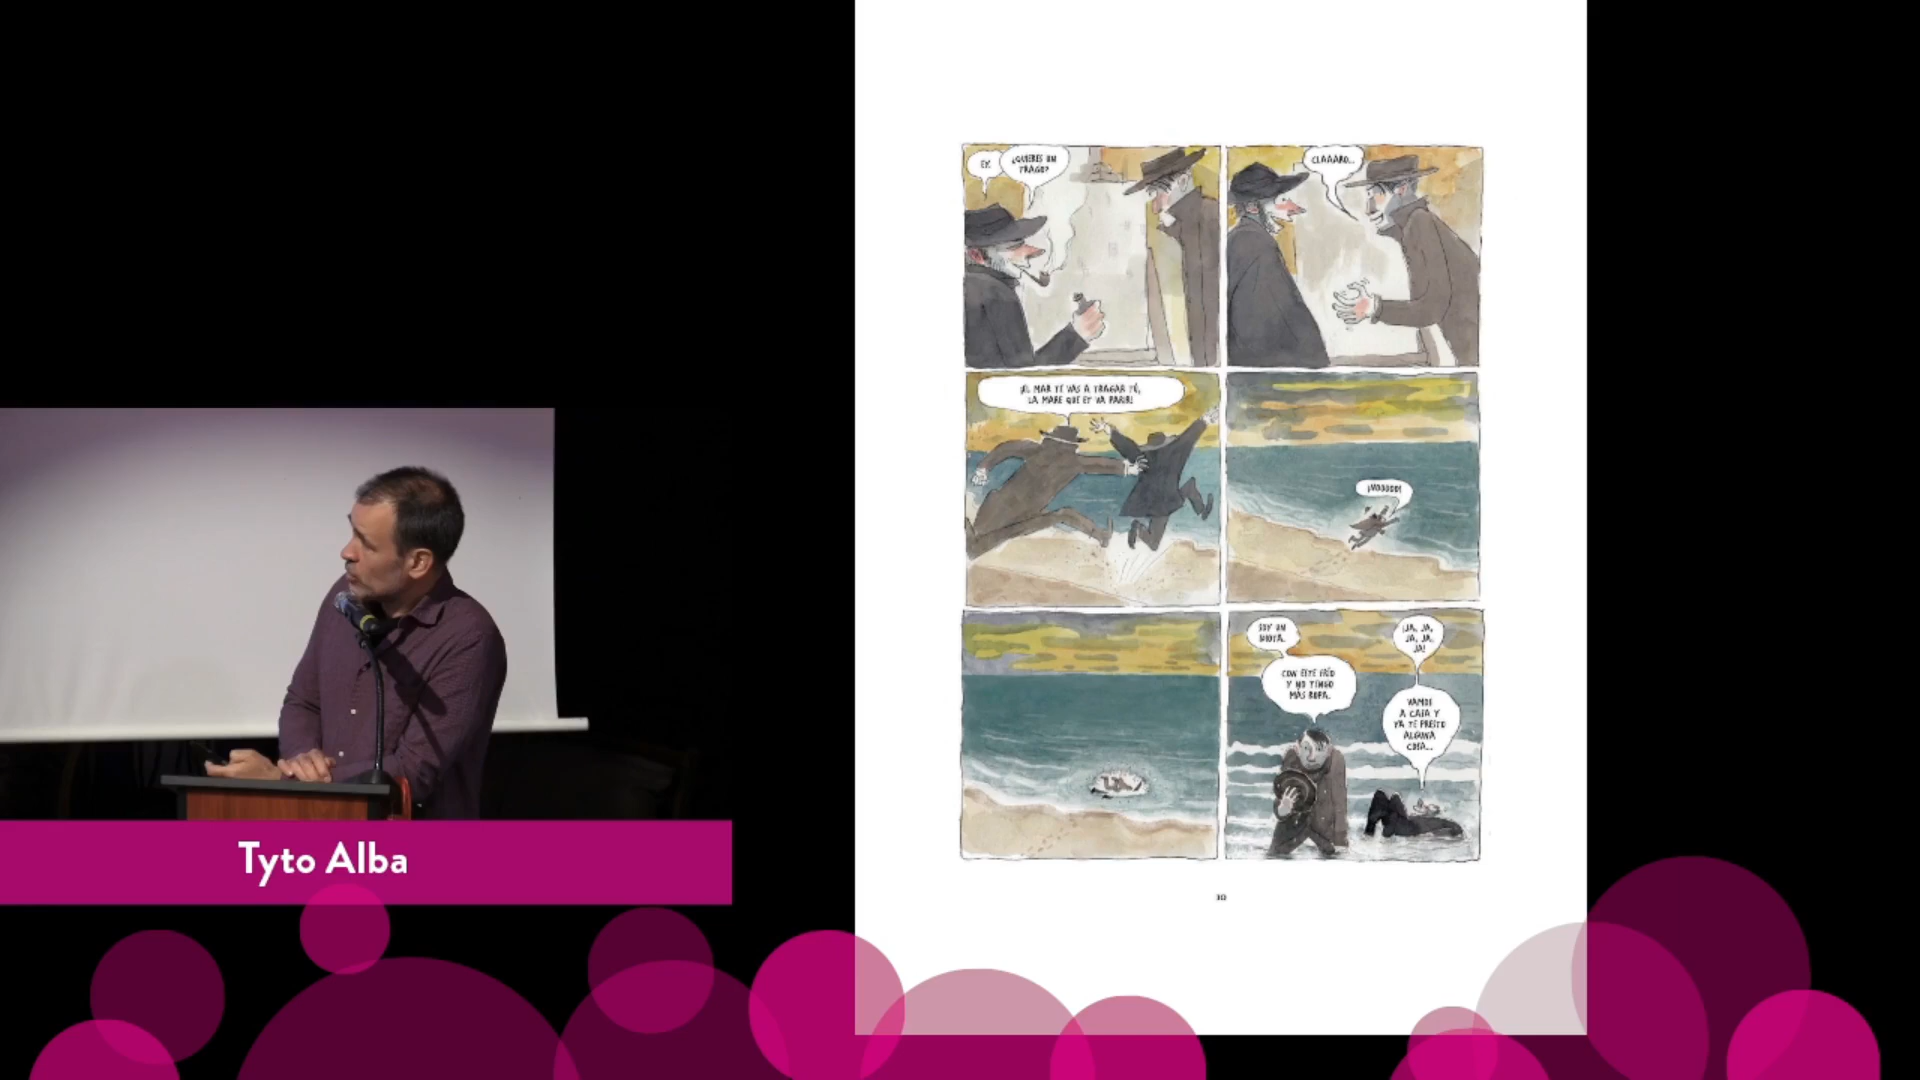 EY.
¿QUIERES UN
TRAGO?
CLAAARO...
¡EL MAR TE VAS A TRAGAR TÚ,
LA MARE QUE ET VA PARIR!
¡NOOOOO!
SOY UN
IDIOTA.
CON ESTE FRÍO
Y NO TENGO
MÁS ROPA.
¡JA, JA,
JA, JA,
JA!
VAMOS
A CASA Y
YA TE PRESTO
ALGUNA
COSA...
Tyto Alba